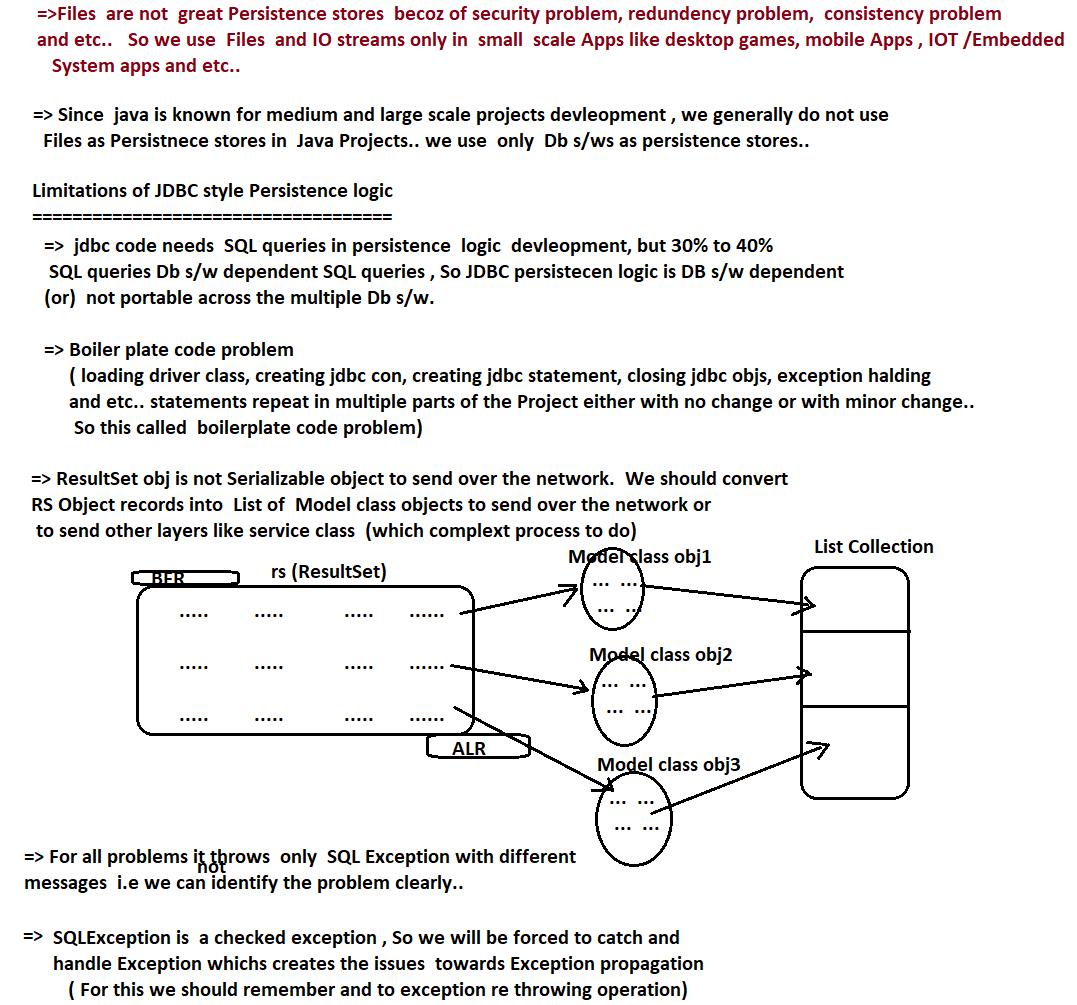 =>Files are not great Persistence stores becoz of security problem, redundency problem, consistency problem
and etc.. So we use Files and IO streams only in small scale Apps like desktop games, mobile Apps , IOT /Embedded
System apps and etc..
=> Since java is known for medium and large scale projects devleopment , we generally do not use
Files as Persistnece stores in Java Projects.. we use only Db s/ws as persistence stores..
Limitations of JDBC style Persistence logic
====================================
=> jdbc code needs SQL queries in persistence logic devleopment, but 30% to 40%
SQL queries Db s/w dependent SQL queries , So JDBC persistecen logic is DB s/w dependent
(or) not portable across the multiple Db s/w.
=> Boiler plate code problem
( loading driver class, creating jdbc con, creating jdbc statement, closing jdbc objs, exception halding
and etc.. statements repeat in multiple parts of the Project either with no change or with minor change..
So this called boilerplate code problem)
=> ResultSet obj is not Serializable object to send over the network. We should convert
RS Object records into List of Model class objects to send over the network or
to send other layers like service class (which complext process to do)
List Collection
Model class obj1
BFR
rs (ResultSet)
... ...
..... ..... ..... ......
... ...
Model class obj2
..... ..... ..... ......
... ...
... ...
..... ..... ..... ......
ALR
Model class obj3
... ...
... ...
=> For all problems it throws only SQL Exception with different
not
messages i.e we can identify the problem clearly..
=> SQLException is a checked exception , So we will be forced to catch and
handle Exception whichs creates the issues towards Exception propagation
( For this we should remember and to exception re throwing operation)